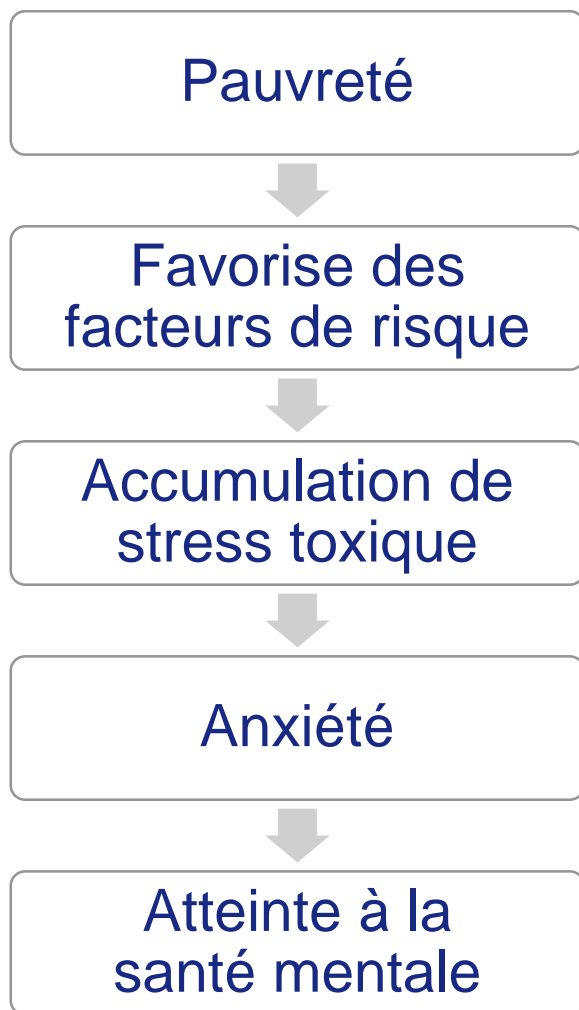 Pauvreté
Favorise des
facteurs de risque
Accumulation de
stress toxique
Anxiété
Atteinte à la
santé mentale